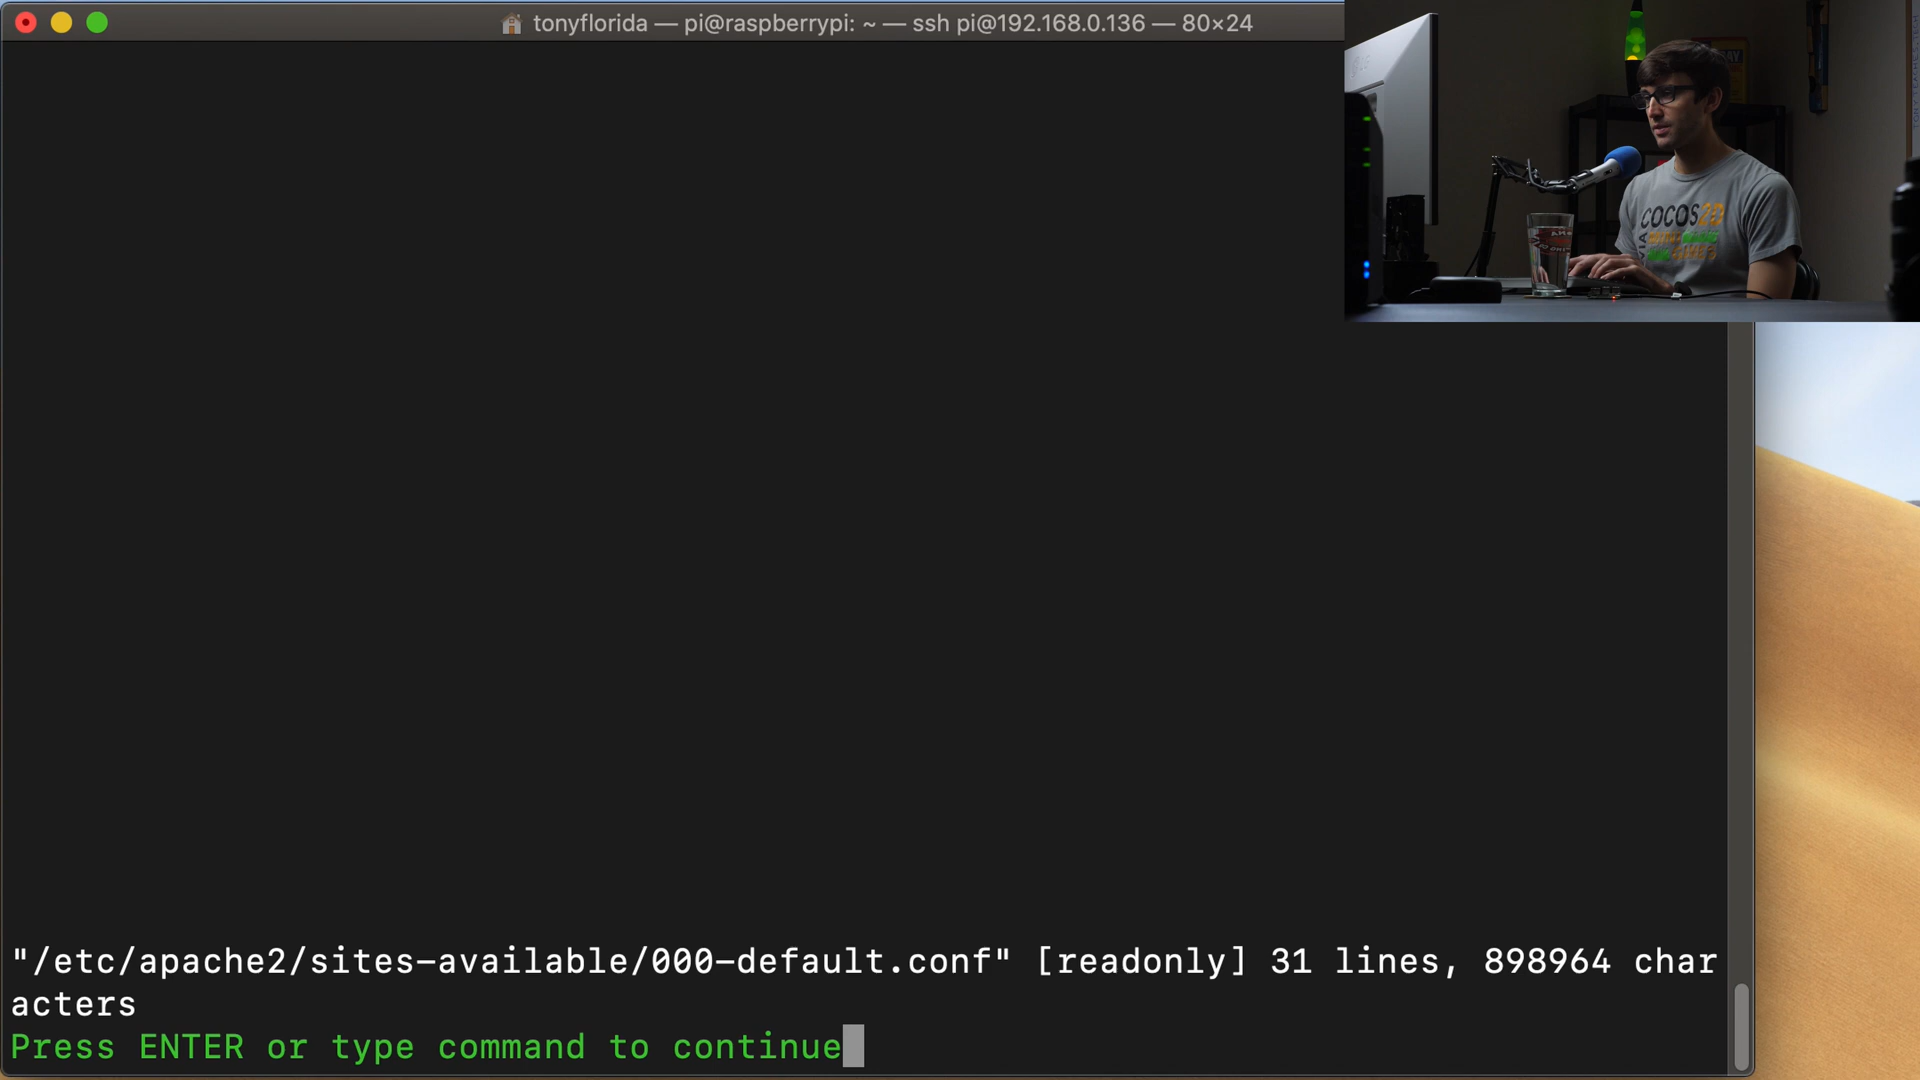 tonyflorida — pi@raspberrypi: ~ — ssh pi@192.168.0.136 — 80×24
COCOS2D
VIA
"/etc/apache2/sites-available/000-default.conf" [readonly] 31 lines, 898964 char
acters
Press ENTER or type command to continue